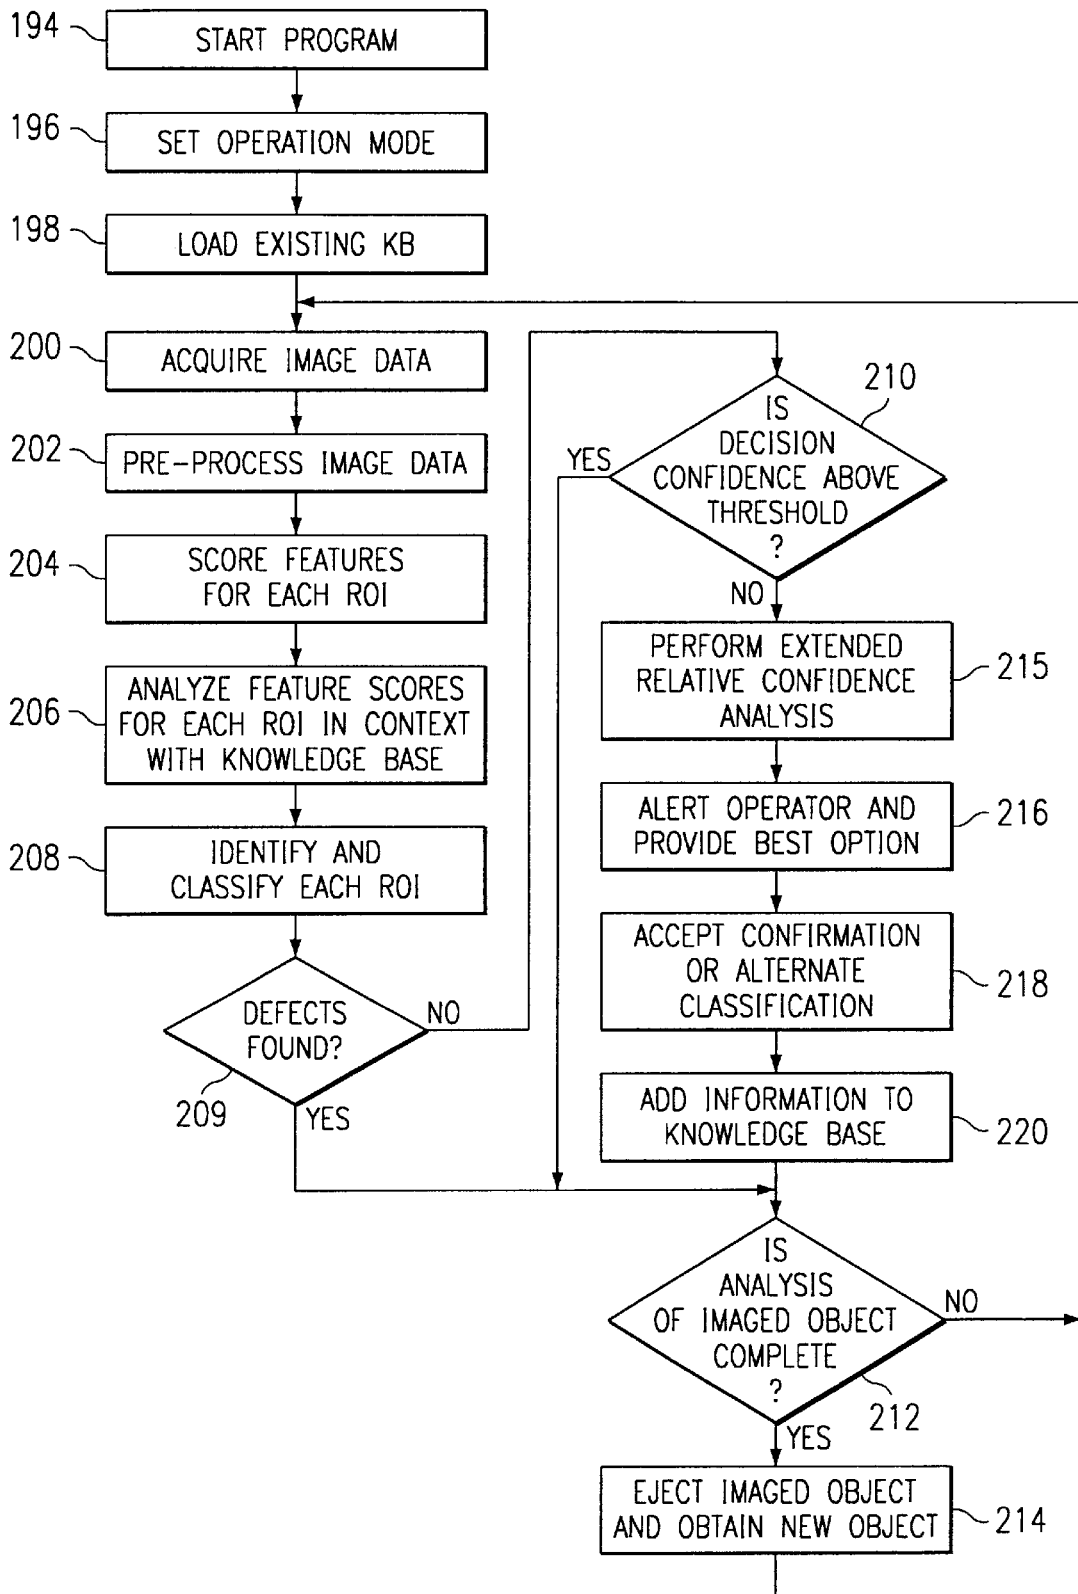 194
START PROGRAM
196
SET OPERATION MODE
198
LOAD EXISTING KB
200
ACQUIRE IMAGE DATA
202
PRE-PROCESS IMAGE DATA
204
SCORE FEATURES
FOR EACH ROI
206
ANALYZE FEATURE SCORES
FOR EACH ROI IN CONTEXT
WITH KNOWLEDGE BASE
208
IDENTIFY AND
CLASSIFY EACH ROI
DEFECTS
FOUND?
NO
209
YES
210
IS
DECISION
CONFIDENCE ABOVE
THRESHOLD
?
YES
NO
PERFORM EXTENDED
RELATIVE CONFIDENCE
ANALYSIS
215
ALERT OPERATOR AND
PROVIDE BEST OPTION
216
ACCEPT CONFIRMATION
OR ALTERNATE
CLASSIFICATION
218
ADD INFORMATION TO
KNOWLEDGE BASE
220
IS
ANALYSIS
OF IMAGED OBJECT
COMPLETE
?
NO
212
YES
EJECT IMAGED OBJECT
AND OBTAIN NEW OBJECT
214